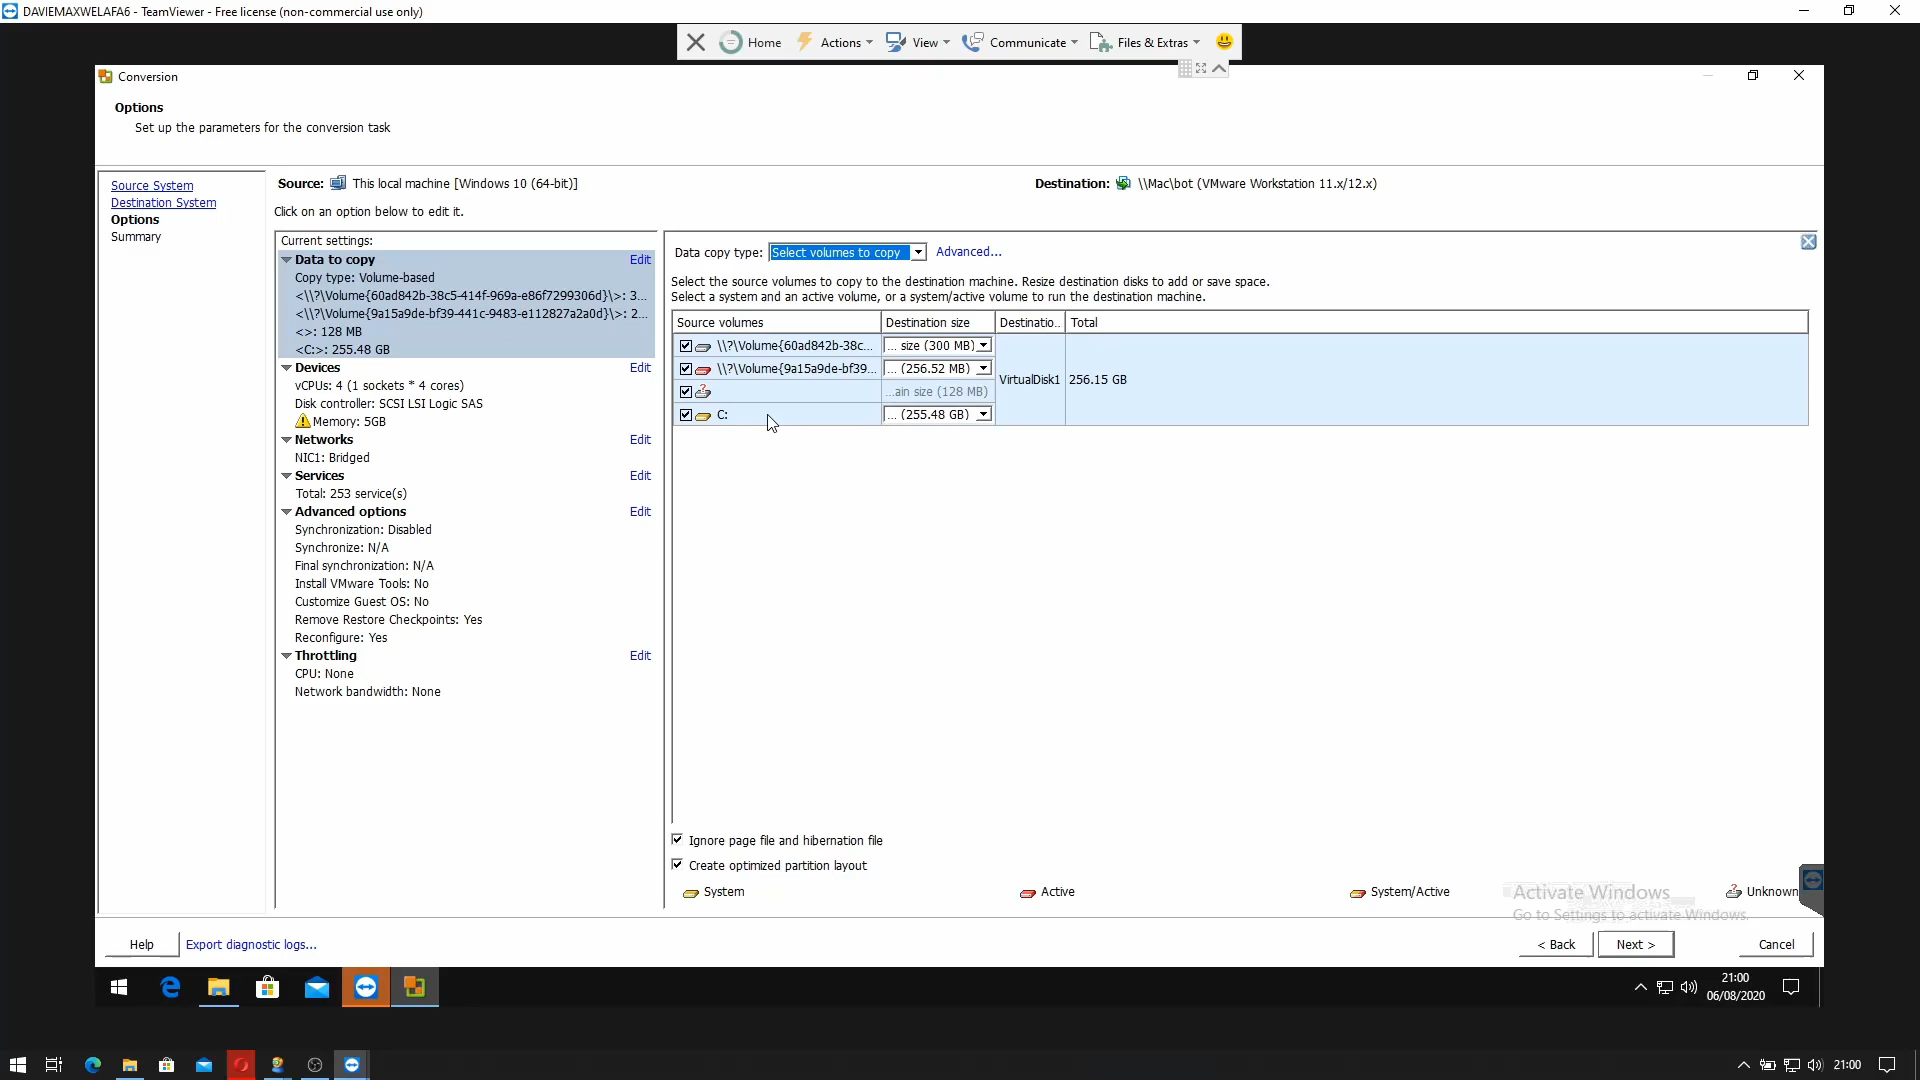 DAVIEMAXWELAFA6 - TeamViewer - Free license (non-commercial use only)
Home
Actions
View
Communicate
Files & Extras
Conversion
Options
Set up the parameters for the conversion task
Source System
Destination System
Options
Summary
Source: This local machine [Windows 10 (64-bit)]
Destination: \\Mac\bot (VMware Workstation 11.x/12.x)
Click on an option below to edit it.
Current settings:
Data to copy Edit
Copy type: Volume-based
<\\?\Volume{60ad842b-38c5-414f-969a-e86f7299306d}\>: 3...
<\\?\Volume{9a15a9de-bf39-441c-9483-e112827a2a0d}\>: 2...
<>: 128 MB
<C:>: 255.48 GB
Devices Edit
vCPUs: 4 (1 sockets * 4 cores)
Disk controller: SCSI LSI Logic SAS
Memory: 5GB
Networks Edit
NIC1: Bridged
Services Edit
Total: 253 service(s)
Advanced options Edit
Synchronization: Disabled
Synchronize: N/A
Final synchronization: N/A
Install VMware Tools: No
Customize Guest OS: No
Remove Restore Checkpoints: Yes
Reconfigure: Yes
Throttling Edit
CPU: None
Network bandwidth: None
Data copy type: Select volumes to copy Advanced...
Select the source volumes to copy to the destination machine. Resize destination disks to add or save space.
Select a system and an active volume, or a system/active volume to run the destination machine.
Source volumes Destination size Destinatio.. Total
\\?\Volume{60ad842b-38c... ... size (300 MB)
\\?\Volume{9a15a9de-bf39... ... (256.52 MB)
VirtualDisk1 256.15 GB
...ain size (128 MB)
C: ... (255.48 GB)
Ignore page file and hibernation file
Create optimized partition layout
System Active System/Active Unknown
Activate Windows
Go to Settings to activate Windows.
Help Export diagnostic logs... < Back Next > Cancel
21:00
06/08/2020
21:00